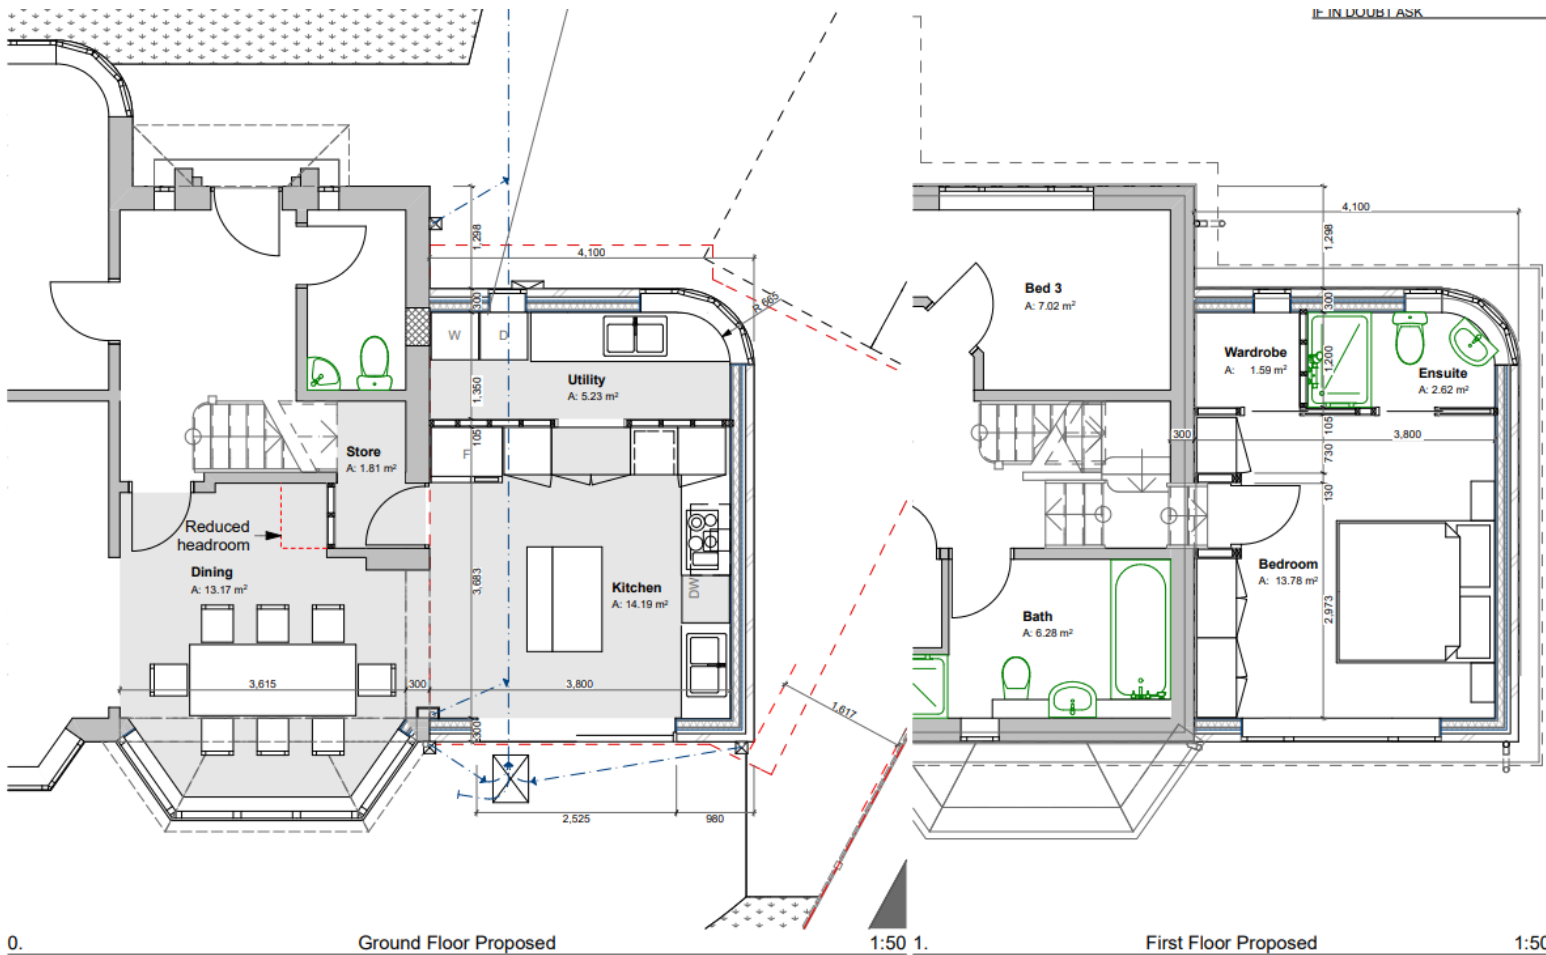 IF IN DOUBT ASK
4,100
1,298
300
R 665
W
D
Utility
A: 5.23 m²
1,350
105
F
Store
A: 1.81 m²
Reduced
headroom
Dining
A: 13.17 m²
3,683
Kitchen
A: 14.19 m²
DW
3,615
300
3,800
300
1,617
2,525
980
0.
Ground Floor Proposed
1:50
4,100
1,298
Bed 3
A: 7.02 m²
300
Wardrobe
A: 1.59 m²
1,200
Ensuite
A: 2.62 m²
105
300
3,800
730
130
Bedroom
A: 13.78 m²
2,973
Bath
A: 6.28 m²
1.
First Floor Proposed
1:50